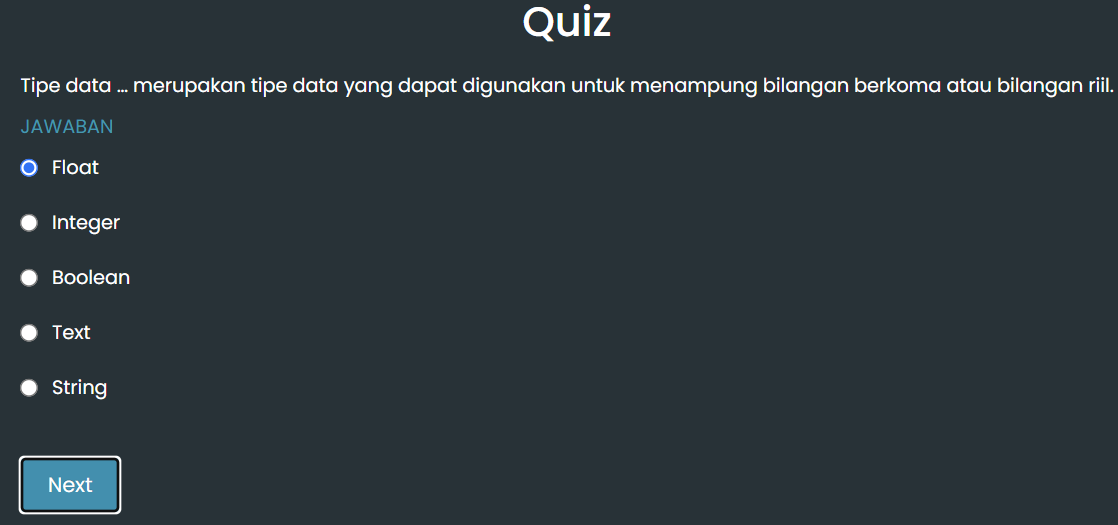 Quiz
Tipe data ... merupakan tipe data yang dapat digunakan untuk menampung bilangan berkoma atau bilangan riil.
JAWABAN
Float
Integer
Boolean
Text
String
Next